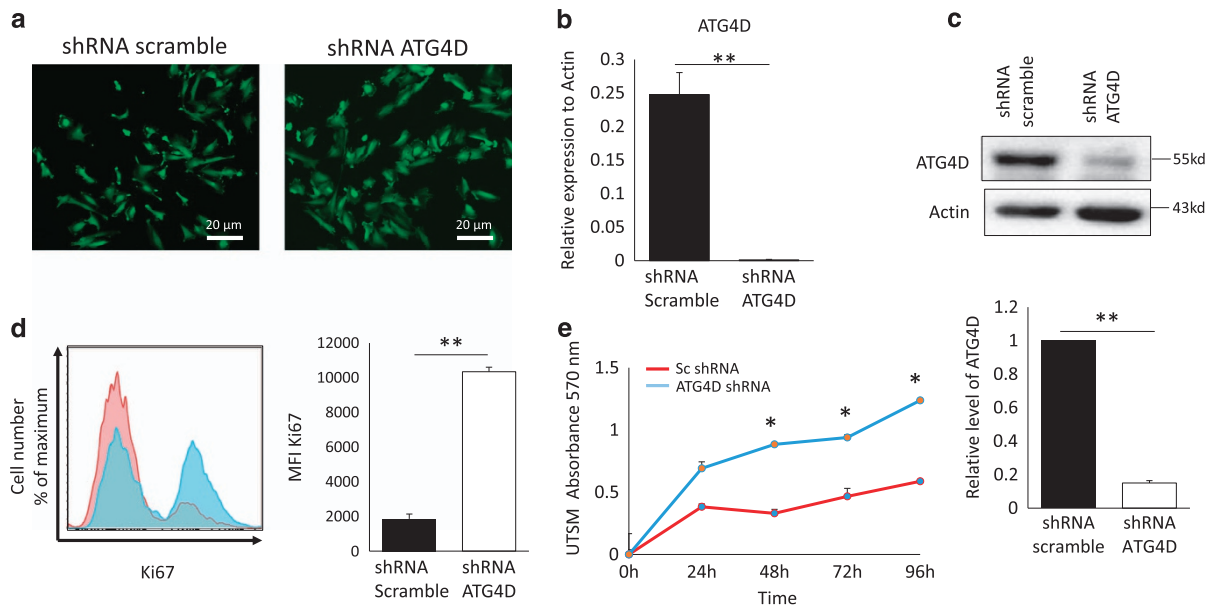 a
shRNA scramble
shRNA ATG4D
20 µm
20 µm
b
ATG4D
**
Relative expression to Actin
0.3
0.25
0.2
0.15
0.1
0.05
0
shRNA
Scramble
shRNA
ATG4D
c
shRNA
scramble
shRNA
ATG4D
ATG4D
55kd
Actin
43kd
Relative level of ATG4D
1.2
1
0.8
0.6
0.4
0.2
0
**
shRNA
scramble
shRNA
ATG4D
d
Cell number
% of maximum
Ki67
MFI Ki67
12000
10000
8000
6000
4000
2000
0
**
shRNA
Scramble
shRNA
ATG4D
e
UTSM Absorbance 570 nm
1.5
1
0.5
0
Sc shRNA
ATG4D shRNA
*
*
*
0h
24h
48h
72h
96h
Time